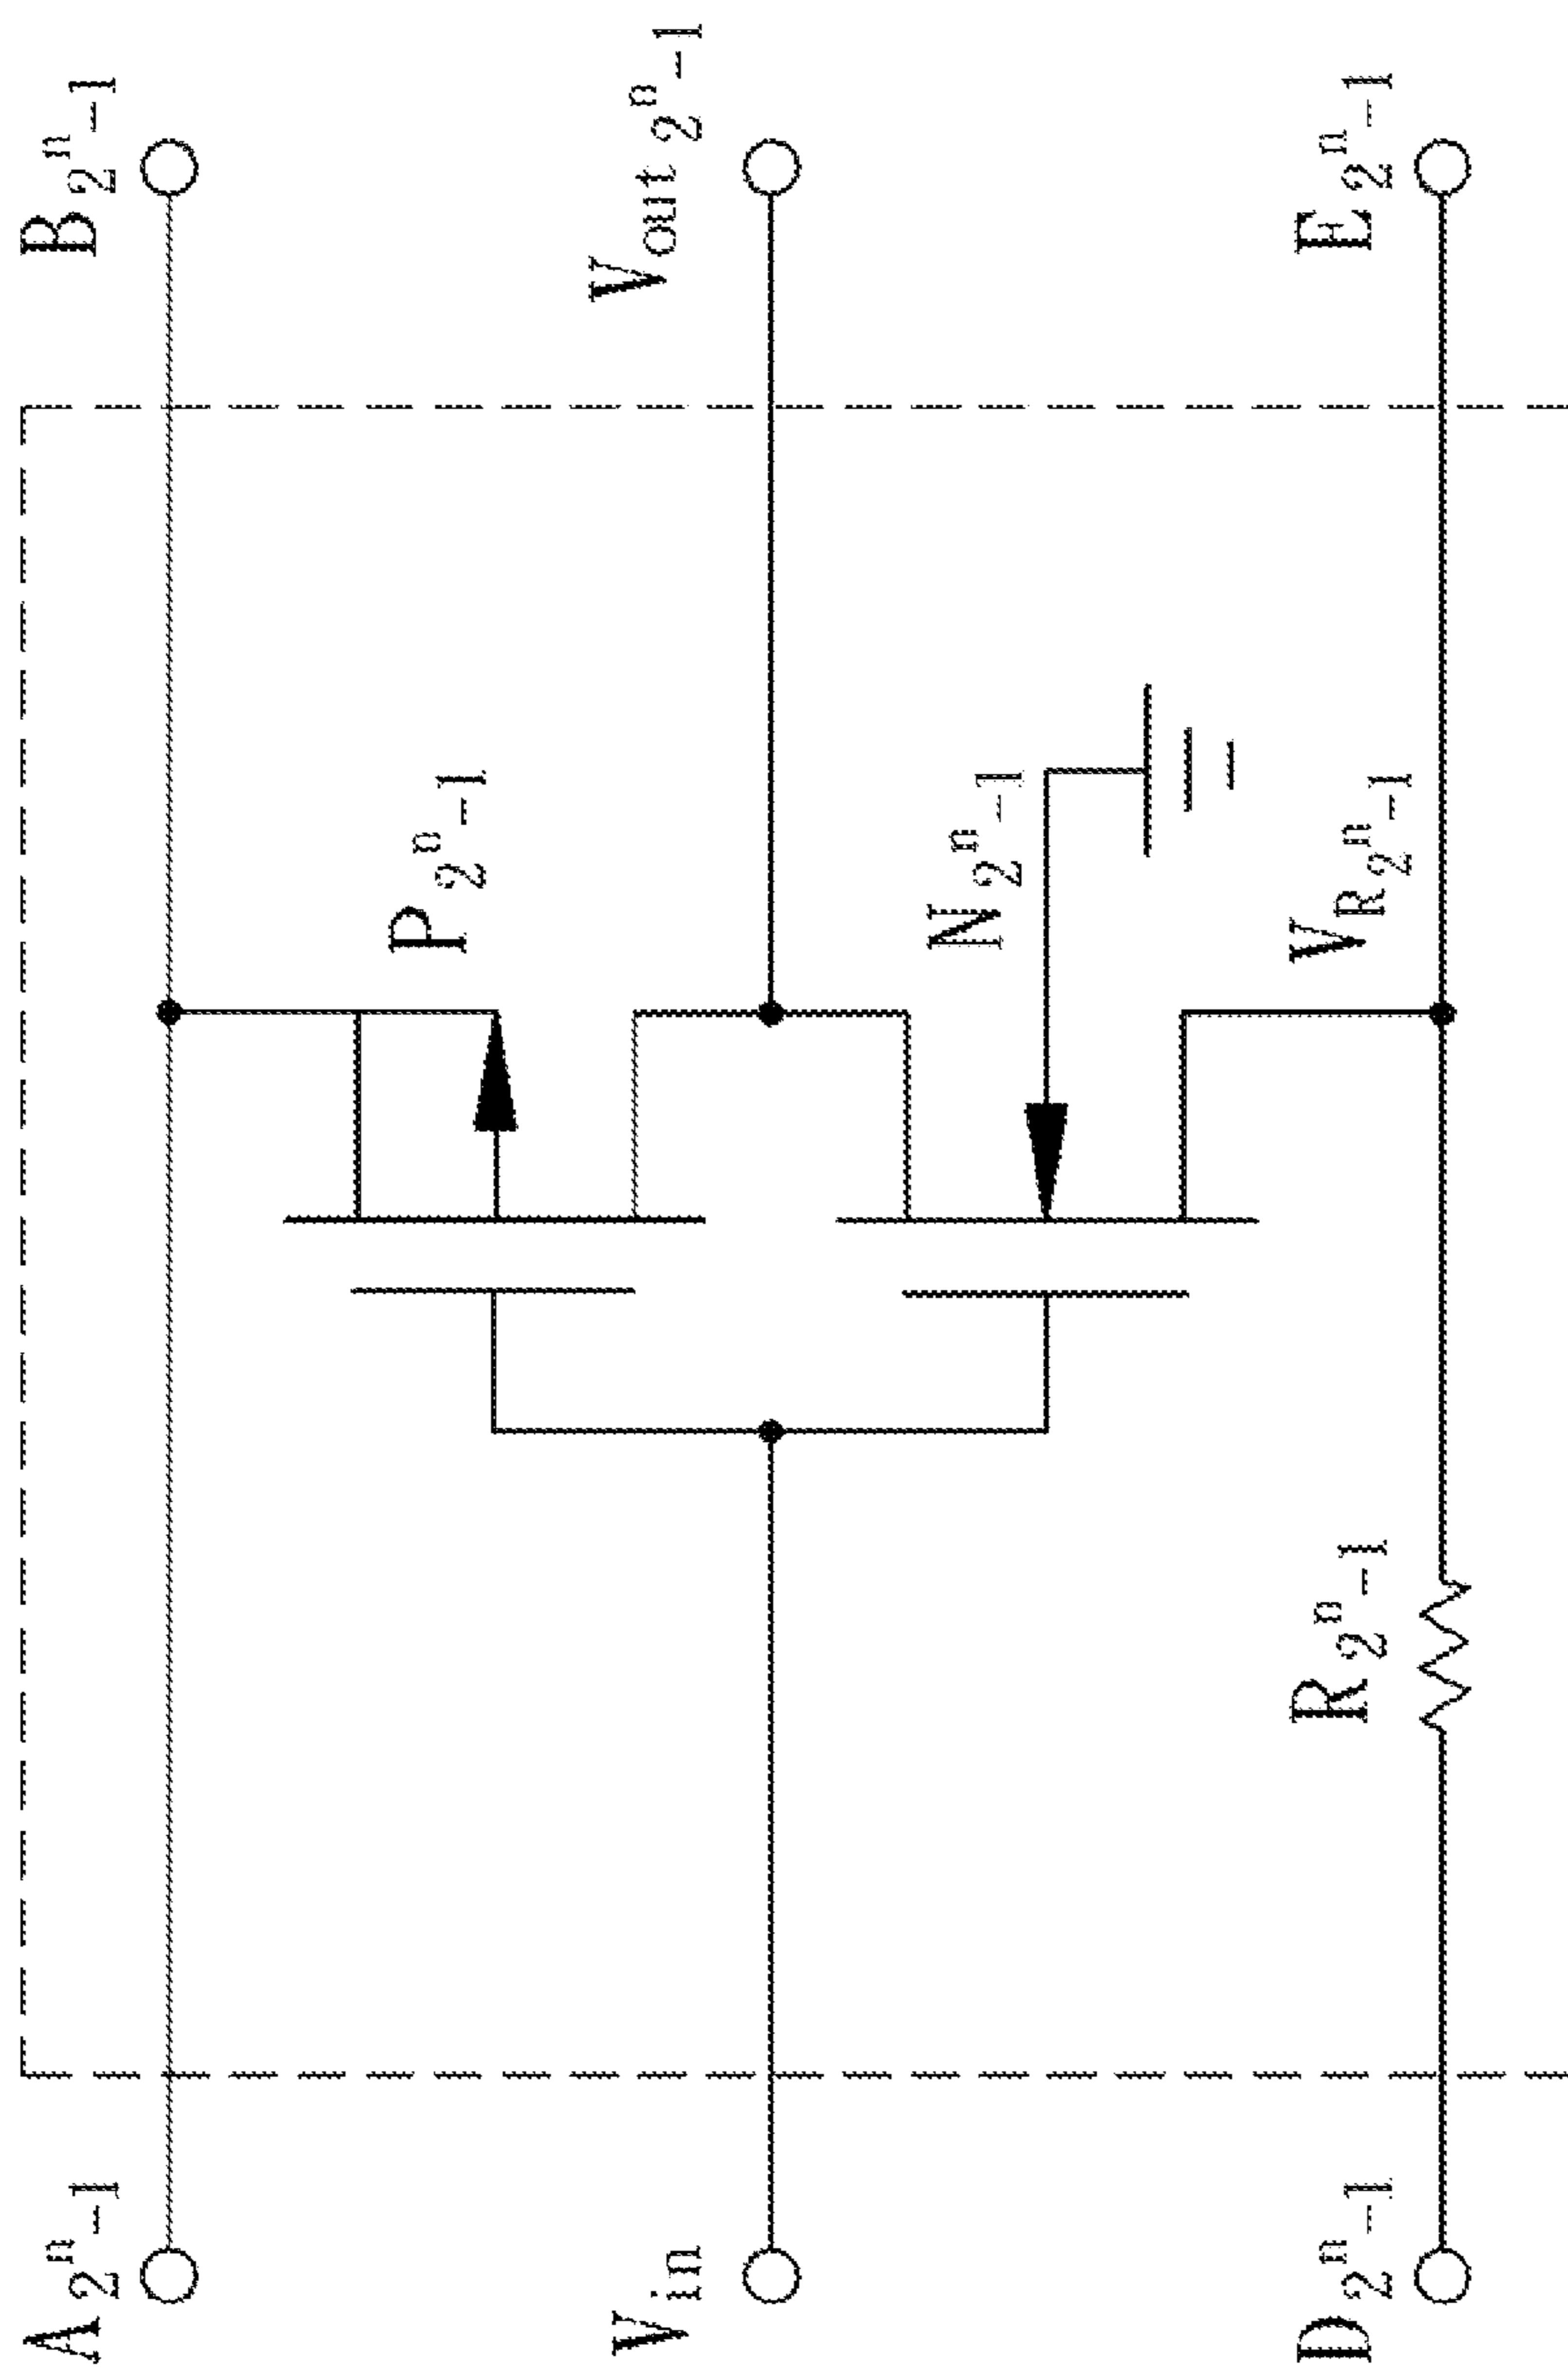 A2ⁿ-1
B2ⁿ-1
P2ⁿ-1
Vin
Vout 2ⁿ-1
N2ⁿ-1
D2ⁿ-1
R2ⁿ-1
VR2ⁿ-1
E2ⁿ-1